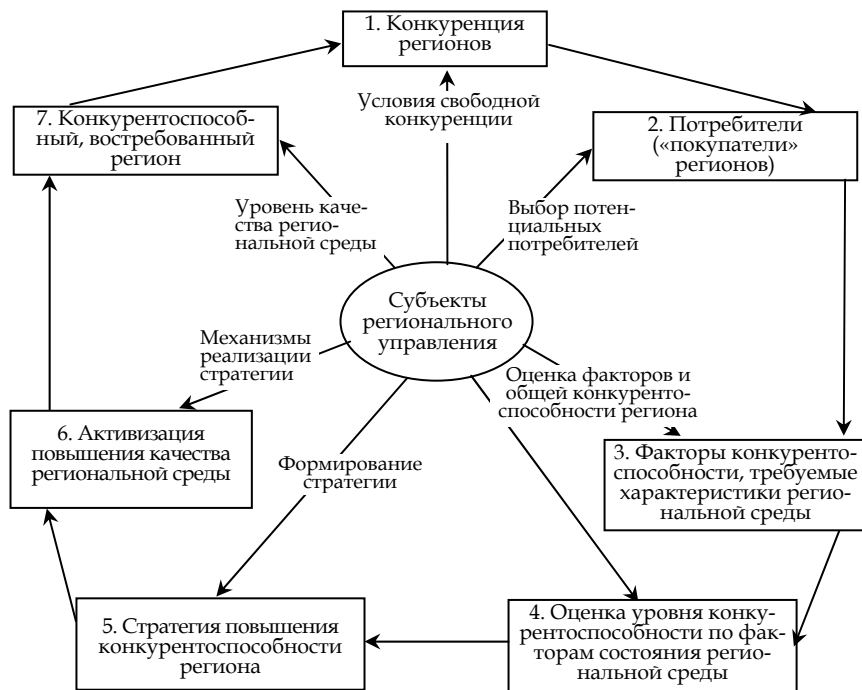 1. Конкуренция
регионов
Условия свободной
конкуренции
7. Конкурентоспособ-
ный, востребованный
регион
2. Потребители
(«покупатели»
регионов)
Уровень каче-
ства регио-
нальной среды
Выбор потен-
циальных
потребителей
Субъекты
регионального
управления
Механизмы
реализации
стратегии
Оценка факторов и
общей конкуренто-
способности региона
6. Активизация
повышения качества
региональной среды
Формирование
стратегии
3. Факторы конкуренто-
способности, требуемые
характеристики регио-
нальной среды
5. Стратегия повышения
конкурентоспособности
региона
4. Оценка уровня конку-
рентоспособности по фак-
торам состояния регио-
нальной среды